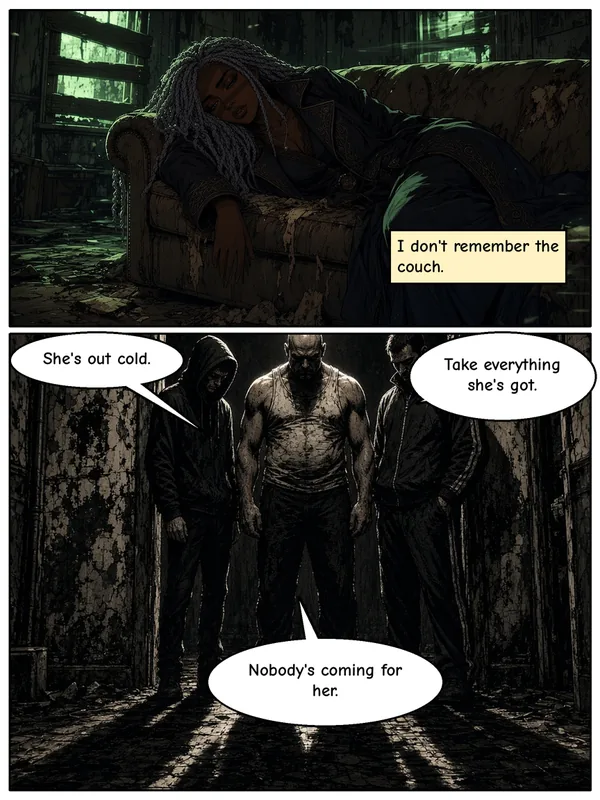 I don't remember the
couch.
She's out cold.
Take everything
she's got.
Nobody's coming for
her.